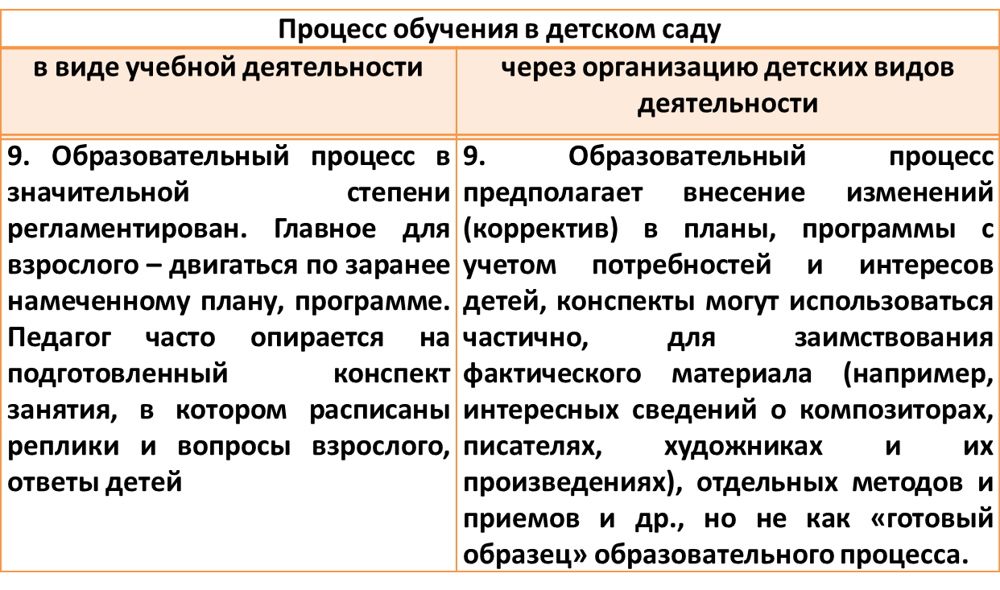 Процесс обучения в детском саду
в виде учебной деятельности
через организацию детских видов
деятельности
9. Образовательный процесс в
значительной степени
регламентирован. Главное для
взрослого – двигаться по заранее
намеченному плану, программе.
Педагог часто опирается на
подготовленный конспект
занятия, в котором расписаны
реплики и вопросы взрослого,
ответы детей
9. Образовательный процесс
предполагает внесение изменений
(корректив) в планы, программы с
учетом потребностей и интересов
детей, конспекты могут использоваться
частично, для заимствования
фактического материала (например,
интересных сведений о композиторах,
писателях, художниках и их
произведениях), отдельных методов и
приемов и др., но не как «готовый
образец» образовательного процесса.